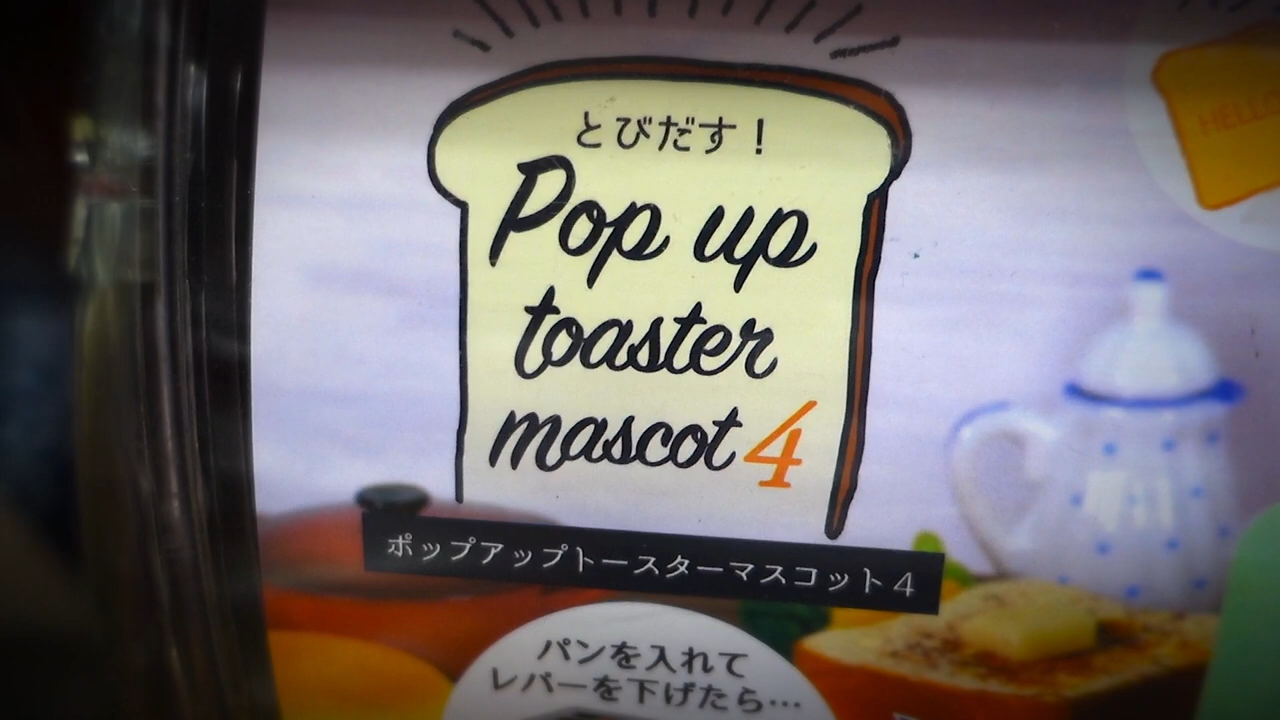 とびだす！
Pop up
toaster
mascot 4
ポップアップトースターマスコット4
パンを入れて
レバーを下げたら…
HELLO